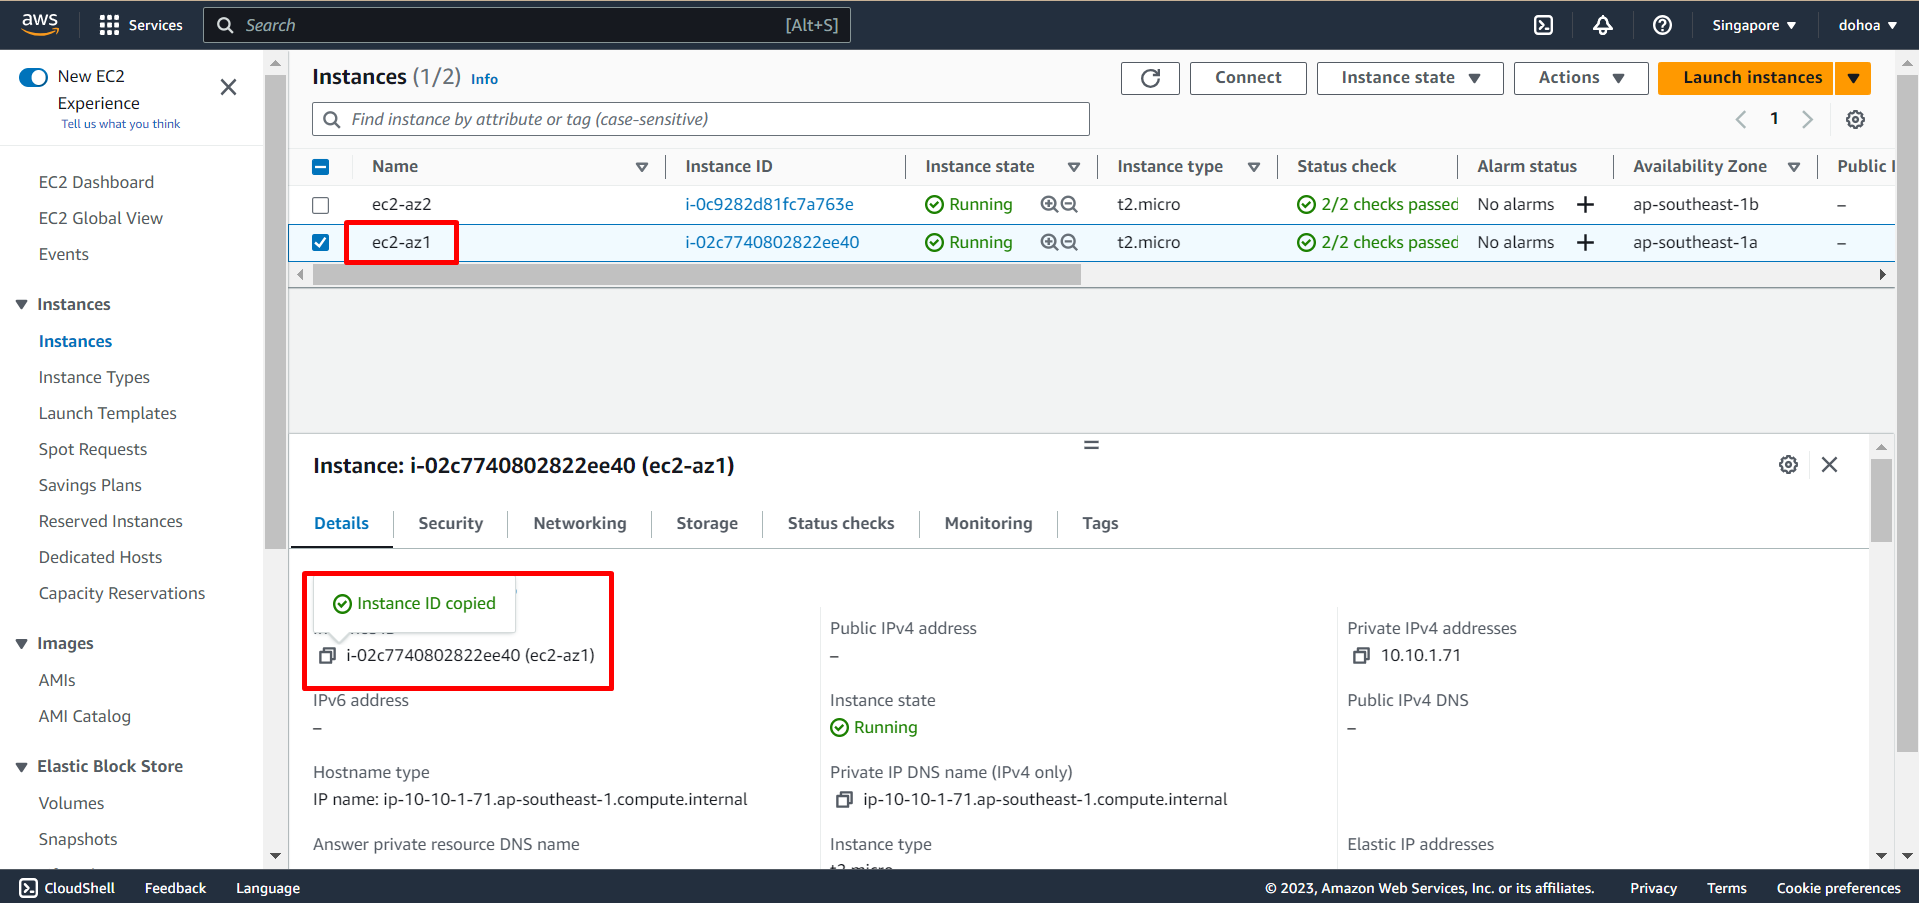 aws Services Search [Alt+S] Singapore dohoa
New EC2
Experience
Tell us what you think
EC2 Dashboard
EC2 Global View
Events
Instances
Instances
Instance Types
Launch Templates
Spot Requests
Savings Plans
Reserved Instances
Dedicated Hosts
Capacity Reservations
Images
AMIs
AMI Catalog
Elastic Block Store
Volumes
Snapshots
Instances (1/2) Info Connect Instance state Actions Launch instances
Find instance by attribute or tag (case-sensitive) 1
Name Instance ID Instance state Instance type Status check Alarm status Availability Zone Public I
ec2-az2 i-0c9282d81fc7a763e Running t2.micro 2/2 checks passed No alarms + ap-southeast-1b –
ec2-az1 i-02c7740802822ee40 Running t2.micro 2/2 checks passed No alarms + ap-southeast-1a –
Instance: i-02c7740802822ee40 (ec2-az1)
Details Security Networking Storage Status checks Monitoring Tags
Instance ID copied
i-02c7740802822ee40 (ec2-az1)
Public IPv4 address
–
Private IPv4 addresses
10.10.1.71
IPv6 address
–
Instance state
Running
Public IPv4 DNS
–
Hostname type
IP name: ip-10-10-1-71.ap-southeast-1.compute.internal
Private IP DNS name (IPv4 only)
ip-10-10-1-71.ap-southeast-1.compute.internal
Answer private resource DNS name
Instance type
t2.micro
Elastic IP addresses
CloudShell Feedback Language © 2023, Amazon Web Services, Inc. or its affiliates. Privacy Terms Cookie preferences